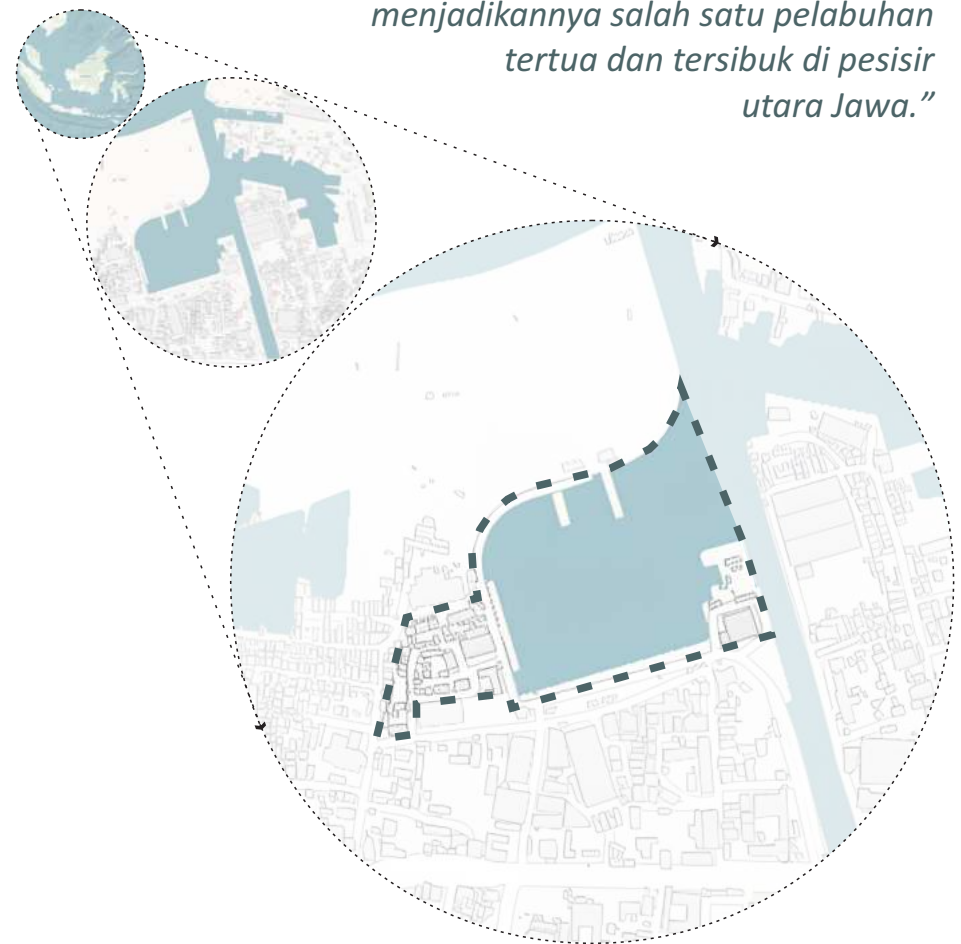 menjadikannya salah satu pelabuhan
tertua dan tersibuk di pesisir
utara Jawa.”